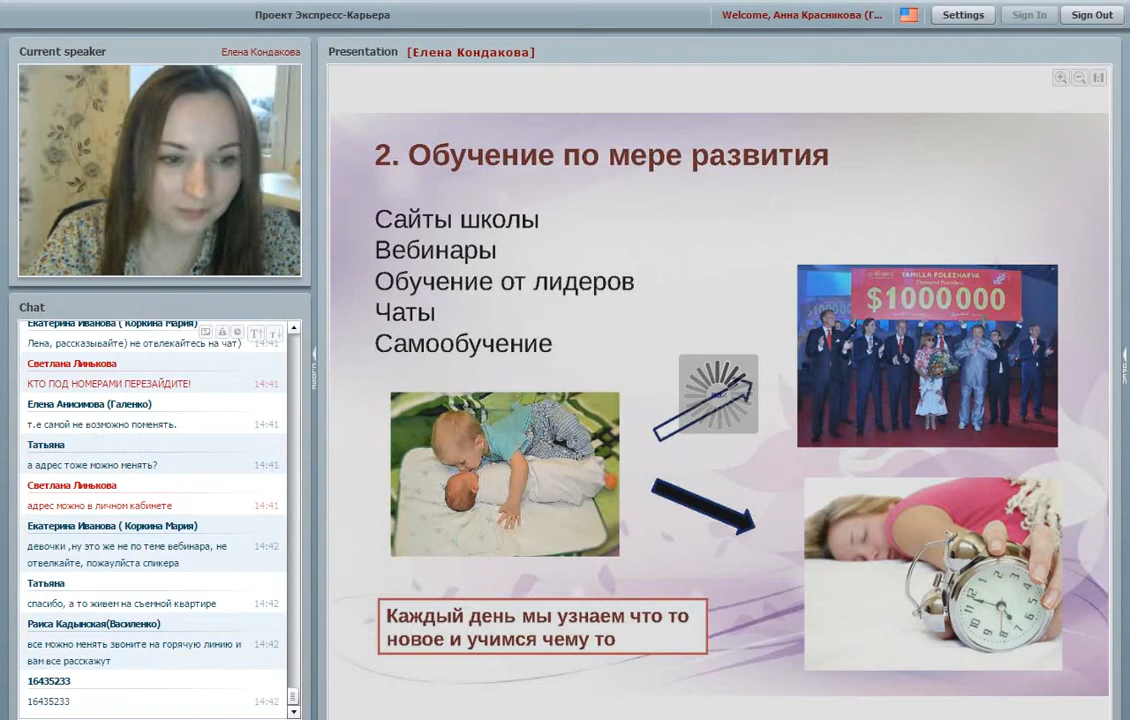 Проект Экспресс-Карьера
Welcome, Анна Красникова (Г...
Settings
Sign In
Sign Out
Current speaker
Елена Кондакова
Presentation
[Елена Кондакова]
1:1
2. Обучение по мере развития
Сайты школы
Вебинары
Обучение от лидеров
Чаты
Самообучение
TAMILLA POLEZHAEVA
$1000000
Каждый день мы узнаем что то
новое и учимся чему то
Chat
Екатерина Иванова ( Коркина Мария)
Лена, рассказывайте) не отвлекайтесь на чат)
14:41
Светлана Линькова
КТО ПОД НОМЕРАМИ ПЕРЕЗАЙДИТЕ!
14:41
Елена Анисимова (Галенко)
т.е самой не возможно поменять.
14:41
Татьяна
а адрес тоже можно менять?
14:41
Светлана Линькова
адрес можно в личном кабинете
14:41
Екатерина Иванова ( Коркина Мария)
девочки ,ну это же не по теме вебинара, не
14:42
отвелкайте, пожауйлста спикера
Татьяна
спасибо, а то живем на съемной квартире
14:42
Раиса Кадынская(Василенко)
все можно менять звоните на горячую линию и
14:42
вам все расскажут
16435233
16435233
14:42